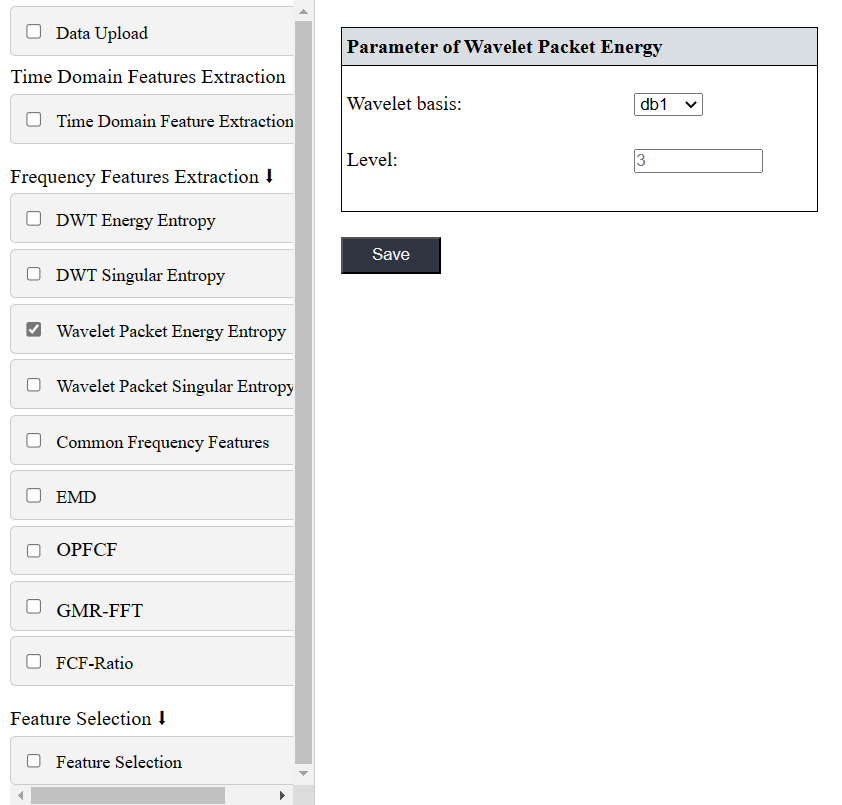 Data Upload
Time Domain Features Extraction
Time Domain Feature Extraction
Frequency Features Extraction ⬇
DWT Energy Entropy
DWT Singular Entropy
Wavelet Packet Energy Entropy
Wavelet Packet Singular Entropy
Common Frequency Features
EMD
OPFCF
GMR-FFT
FCF-Ratio
Feature Selection ⬇
Feature Selection
Parameter of Wavelet Packet Energy
Wavelet basis: db1
Level: 3
Save